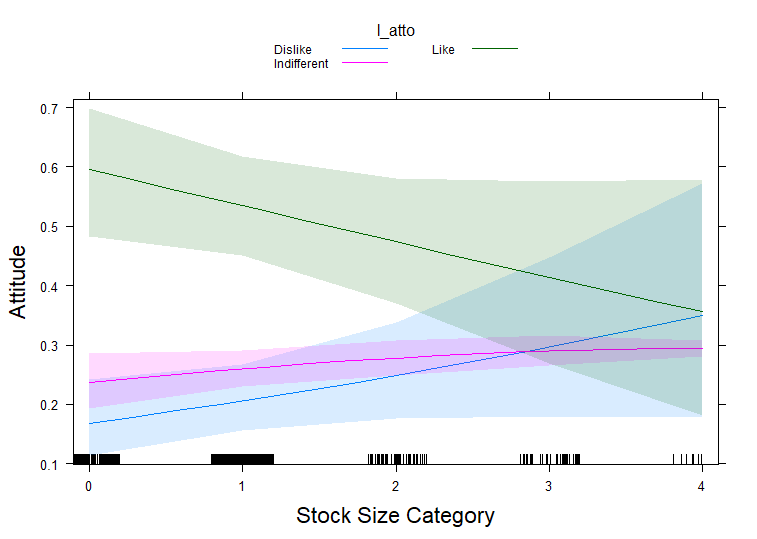 l_atto
Dislike Like
Indifferent
0.7
0.6
0.5
0.4
0.3
0.2
0.1
Attitude
0 1 2 3 4
Stock Size Category